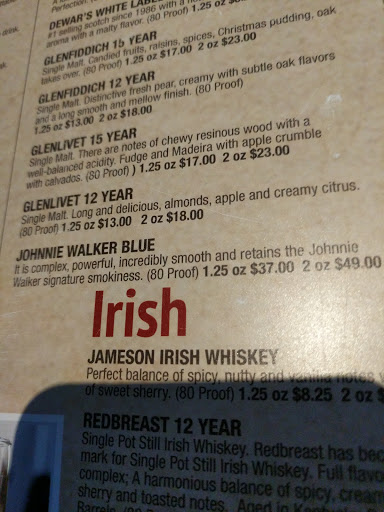 Perfection.
DEWAR'S WHITE LABEL
#1 selling scotch since 1986 with a
aroma with a malty flavor. (80 Proof) 1.25 oz
GLENFIDDICH 15 YEAR
Single Malt. Candied fruits, raisins, spices, Christmas pudding, oak
takes over. (80 Proof) 1.25 oz $17.00 2 oz $23.00
GLENFIDDICH 12 YEAR
Single Malt. Distinctive fresh pear, creamy with subtle oak flavors
and a long smooth and mellow finish. (80 Proof)
1.25 oz $13.00 2 oz $18.00
GLENLIVET 15 YEAR
Single Malt. There are notes of chewy resinous wood with a
well-balanced acidity. Fudge and Madeira with apple crumble
with calvados. (80 Proof) ) 1.25 oz $17.00 2 oz $23.00
GLENLIVET 12 YEAR
Single Malt. Long and delicious, almonds, apple and creamy citrus.
(80 Proof) 1.25 oz $13.00 2 oz $18.00
JOHNNIE WALKER BLUE
It is complex, powerful, incredibly smooth and retains the Johnnie
Walker signature smokiness. (80 Proof) 1.25 oz $37.00 2 oz $49.00
Irish
JAMESON IRISH WHISKEY
Perfect balance of spicy, nutty and vanilla notes
of sweet sherry. (80 Proof) 1.25 oz $8.25 2 oz
REDBREAST 12 YEAR
Single Pot Still Irish Whiskey. Redbreast has
mark for Single Pot Still Irish Whiskey. Full
complex; A harmonious balance of spicy,
sherry and toasted notes. Aged in
Barrels.